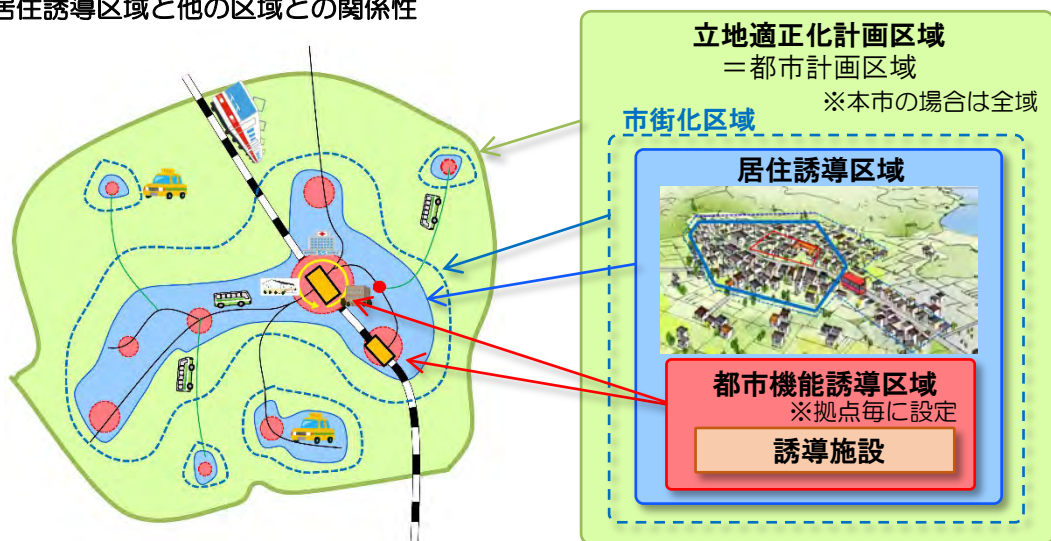 居住誘導区域と他の区域との関係性
立地適正化計画区域
＝都市計画区域
※本市の場合は全域
市街化区域
居住誘導区域
都市機能誘導区域
※拠点毎に設定
誘導施設